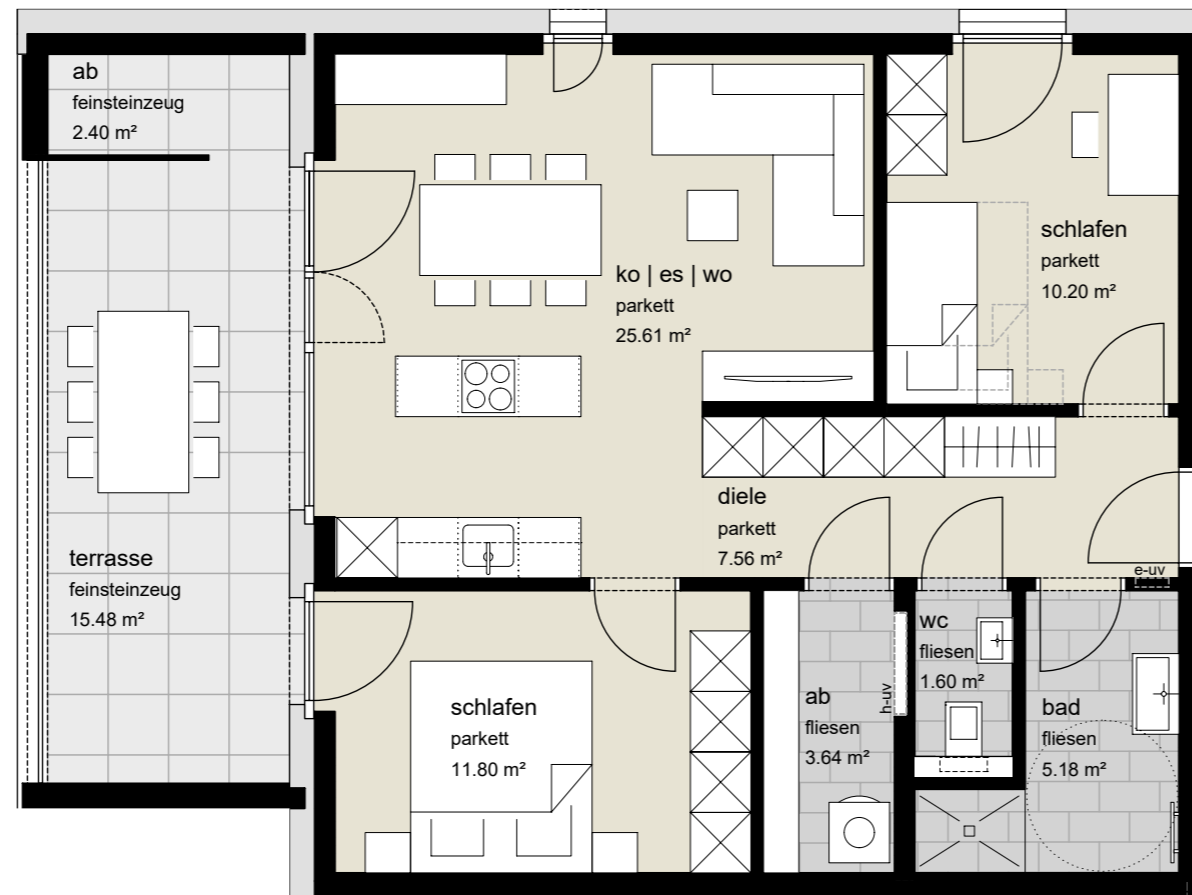 ab
feinsteinzeug
2.40 m²
ko | es | wo
parkett
25.61 m²
schlafen
parkett
10.20 m²
diele
parkett
7.56 m²
terrasse
feinsteinzeug
15.48 m²
e-uv
schlafen
parkett
11.80 m²
ab
fliesen
3.64 m²
h-uv
wc
fliesen
1.60 m²
bad
fliesen
5.18 m²